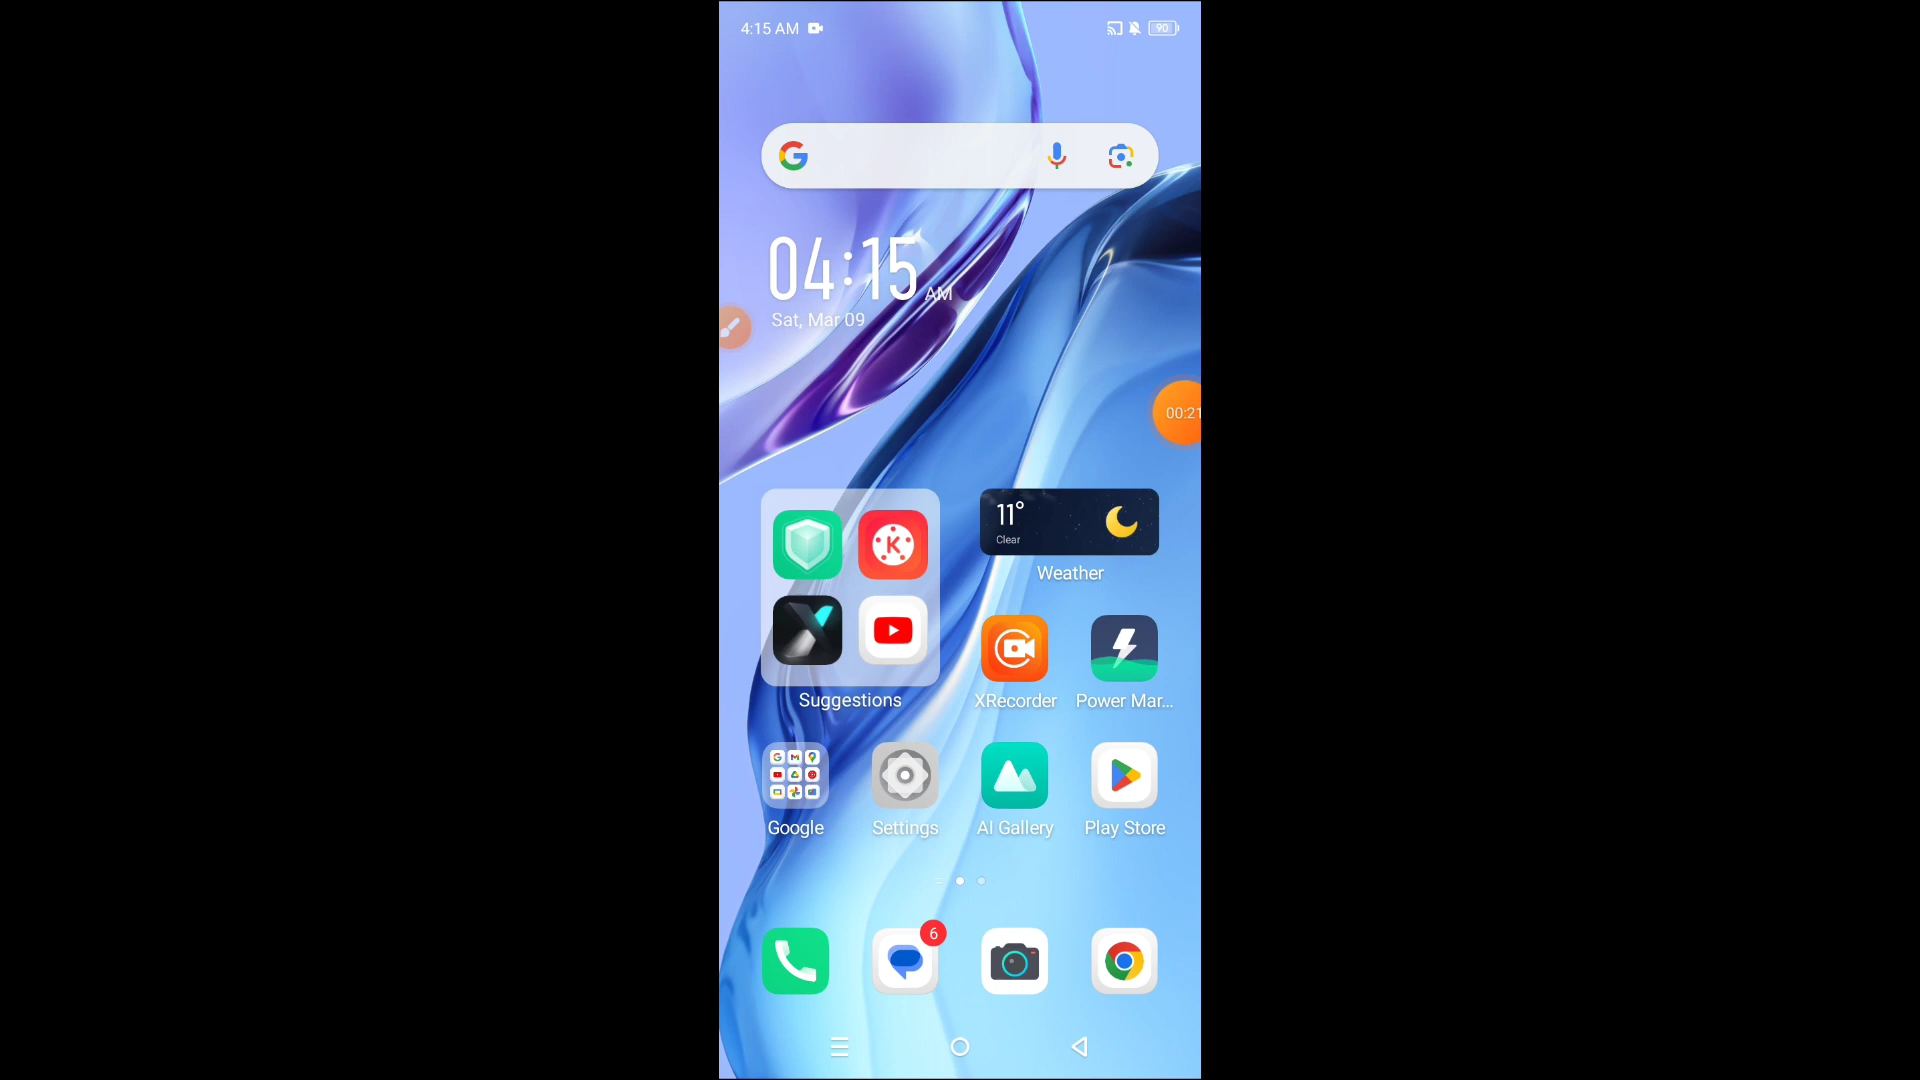 4:15 AM
90
04:15 AM
Sat, Mar 09
00:21
11°
Clear
Weather
Suggestions
XRecorder
Power Mar...
Google
Settings
AI Gallery
Play Store
6